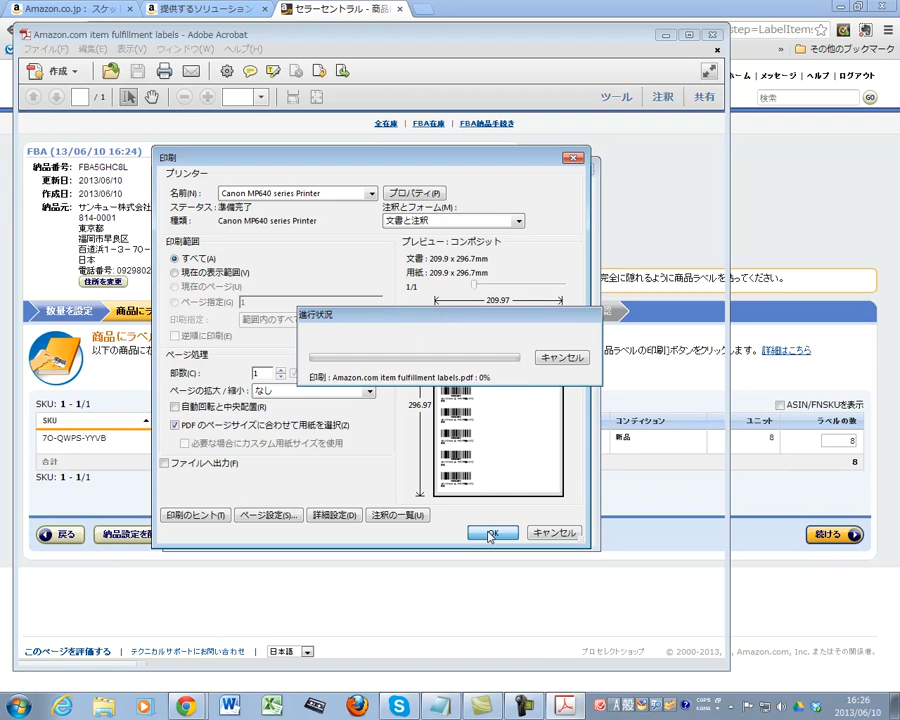 Amazon.co.jp： スケッ
提供するソリューション
セラーセントラル - 商品
Amazon.com item fulfillment labels - Adobe Acrobat
step=LabelItem
ファイル(F) 編集(E) 表示(V) ウィンドウ(W) ヘルプ(H)
その他のブックマーク
作成
ーム | メッセージ | ヘルプ | ログアウト
/ 1
ツール 注釈 共有
検索 GO
全在庫 | FBA在庫 | FBA納品手続き
FBA (13/06/10 16:24)
納品番号: FBA5GHC8L
更新日: 2013/06/10
作成日: 2013/06/10
納品元: サンキュー株式会社
814-0001
東京都
福岡市早良区
百道浜1-3-70-
日本
電話番号: 0929802
住所を変更
印刷
プリンター
名前(N): Canon MP640 series Printer プロパティ(P)
ステータス: 準備完了 注釈とフォーム(M):
種類: Canon MP640 series Printer 文書と注釈
印刷範囲
すべて(A)
現在の表示範囲(V)
現在のページ(U)
ページ指定(G) 1
印刷指定: 範囲内のすべ
逆順に印刷(E)
プレビュー: コンポジット
文書: 209.9 x 296.7mm
用紙: 209.9 x 296.7mm
1/1
209.97
296.97
完全に隠れるように商品ラベルを貼ってください。
数量を設定
商品にラ
商品にラベル
以下の商品に
品ラベルの印刷]ボタンをクリックします。 詳細はこちら
進行状況
キャンセル
印刷 : Amazon.com item fulfillment labels.pdf : 0%
ページ処理
部数(C): 1
ページの拡大 / 縮小: なし
自動回転と中央配置(R)
PDF のページサイズに合わせて用紙を選択(Z)
必要な場合にカスタム用紙サイズを使用
ファイルへ出力(F)
印刷のヒント(T) ページ設定(S)... 詳細設定(D) 注釈の一覧(U)
OK キャンセル
SKU: 1 - 1/1
ASIN/FNSKUを表示
SKU コンディション ユニット ラベルの数
7O-QWPS-YYVB 新品 8 8
合計 8
SKU: 1 - 1/1
戻る 納品設定を 続ける
このページを評価する | テクニカルサポートにお問い合わせ | 日本語
プロセレクトショップ © 2000-2013, Amazon.com, Inc. またはその関係者。
CAPS
KANA
16:26
2013/06/10